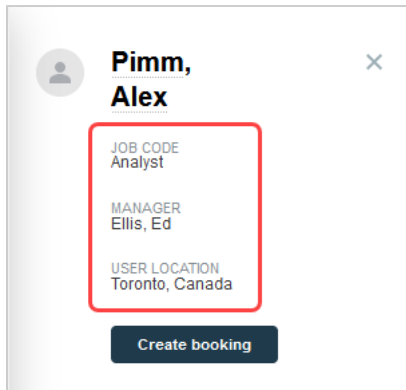 Pimm,
Alex
JOB CODE
Analyst
MANAGER
Ellis, Ed
USER LOCATION
Toronto, Canada
Create booking